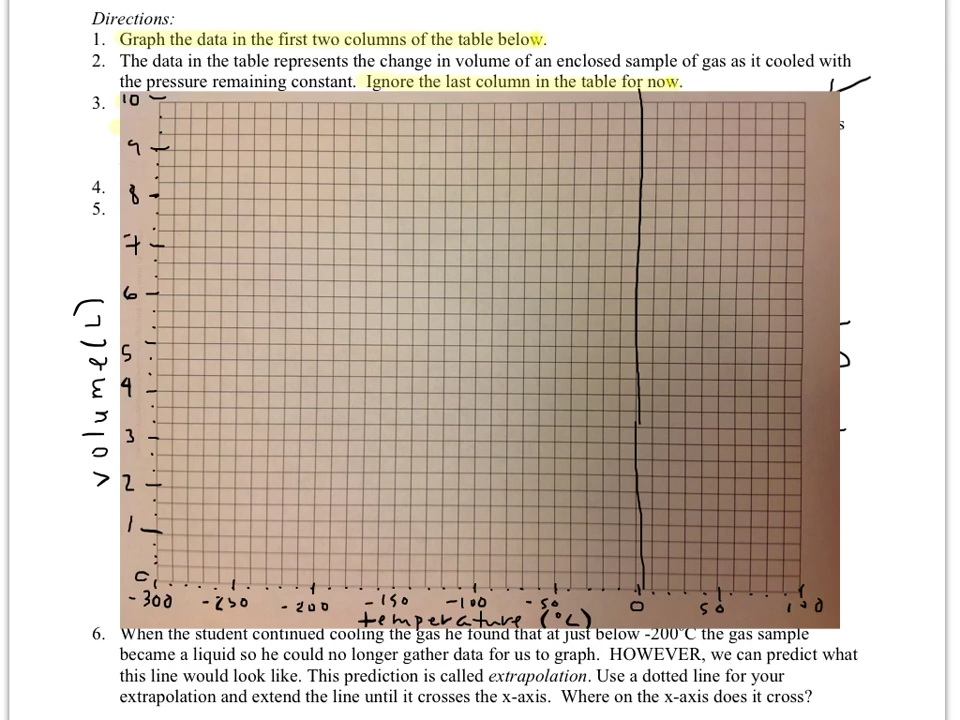 Directions:
1. Graph the data in the first two columns of the table below.
2. The data in the table represents the change in volume of an enclosed sample of gas as it cooled with
the pressure remaining constant. Ignore the last column in the table for now.
3.
s
4.
5.
10
9
8
7
6
5
4
3
2
1
0
volume(L)
-300 -250 -200 -150 -100 -50 0 50 100
temperature (°C)
6. When the student continued cooling the gas he found that at just below -200°C the gas sample
became a liquid so he could no longer gather data for us to graph. HOWEVER, we can predict what
this line would look like. This prediction is called extrapolation. Use a dotted line for your
extrapolation and extend the line until it crosses the x-axis. Where on the x-axis does it cross?